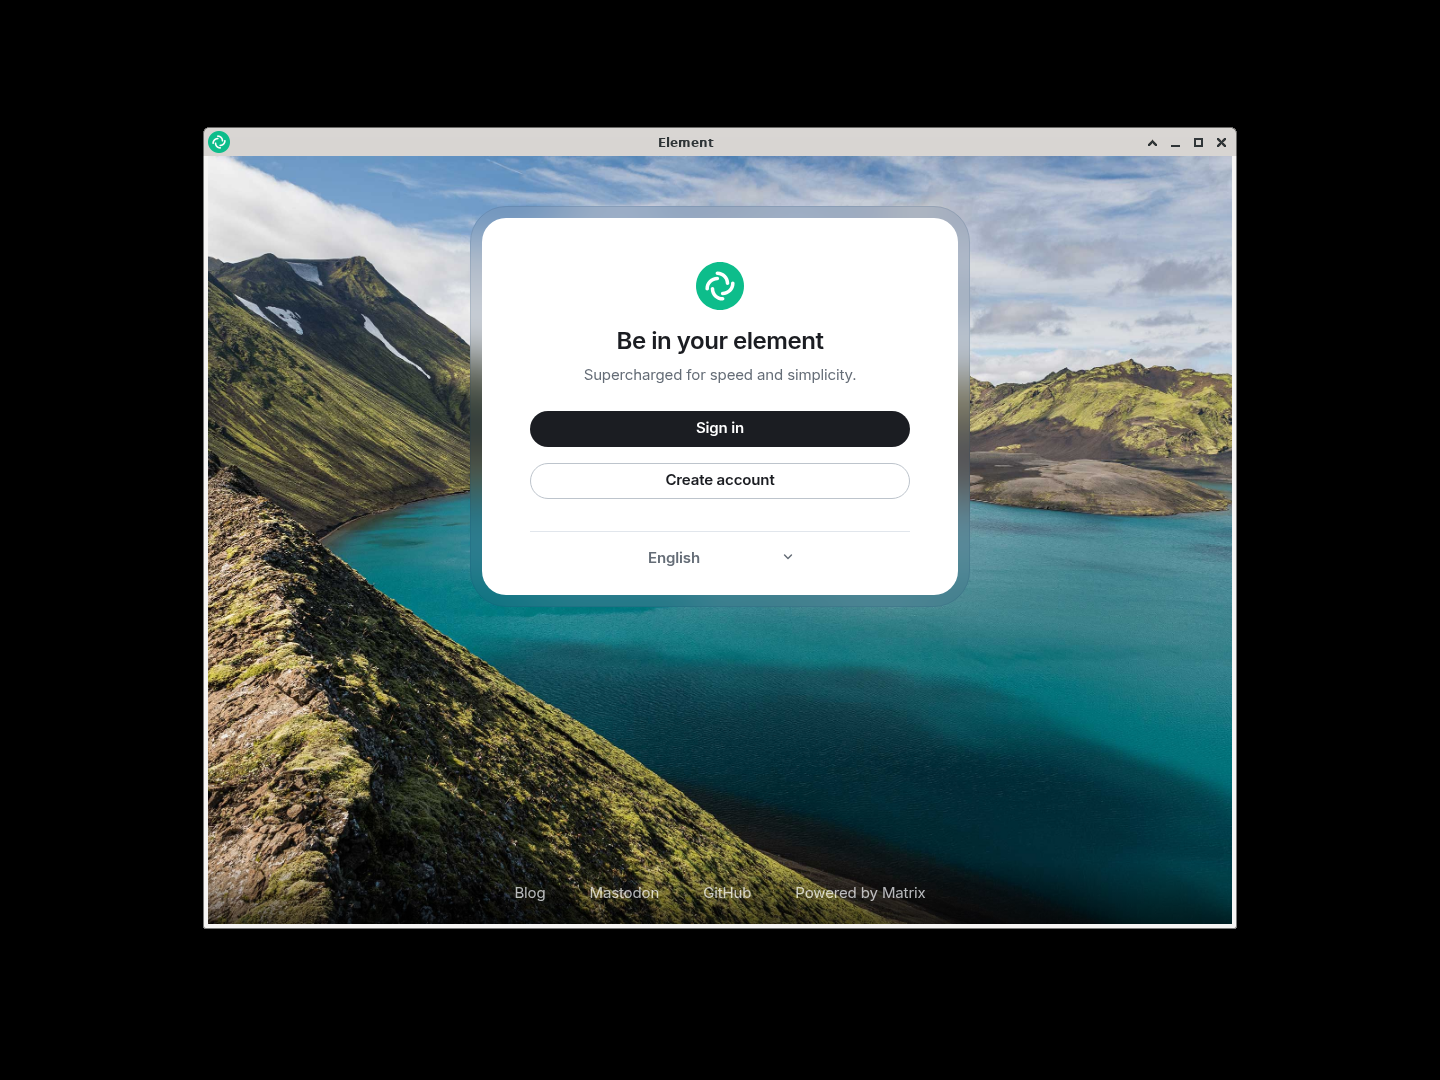 Element
Be in your element
Supercharged for speed and simplicity.
Sign in
Create account
English
Blog Mastodon GitHub Powered by Matrix